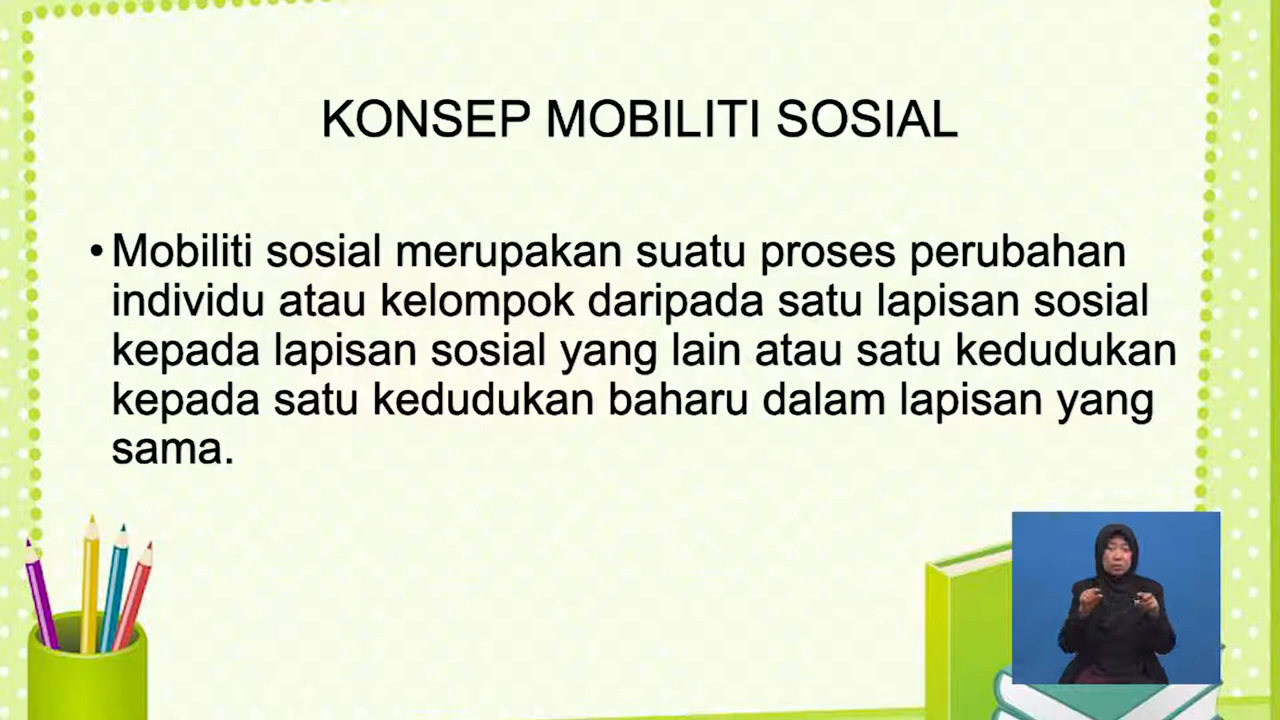 KONSEP MOBILITI SOSIAL
• Mobiliti sosial merupakan suatu proses perubahan
individu atau kelompok daripada satu lapisan sosial
kepada lapisan sosial yang lain atau satu kedudukan
kepada satu kedudukan baharu dalam lapisan yang
sama.